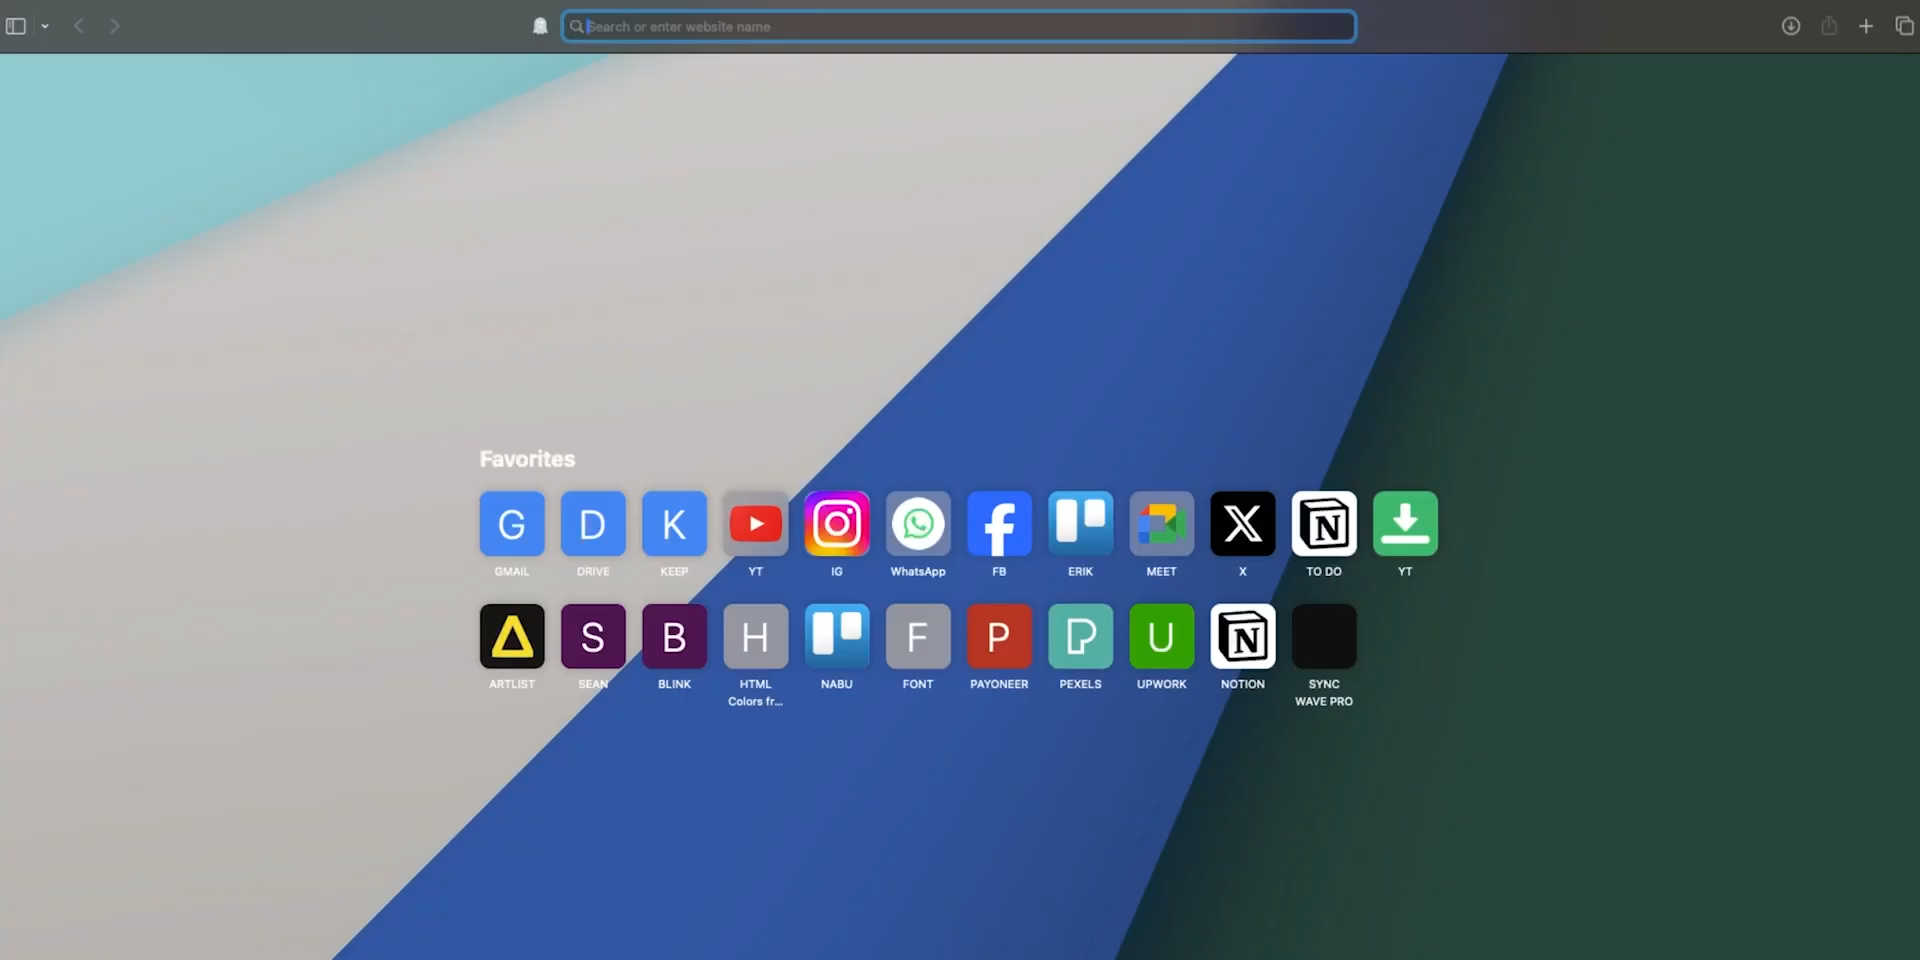 Search or enter website name
Favorites
G D K
GMAIL DRIVE KEEP YT IG WhatsApp FB ERIK MEET X TO DO YT
S B H F P P U N
ARTLIST SEAN BLINK HTML Colors fr... NABU FONT PAYONEER PEXELS UPWORK NOTION SYNC WAVE PRO